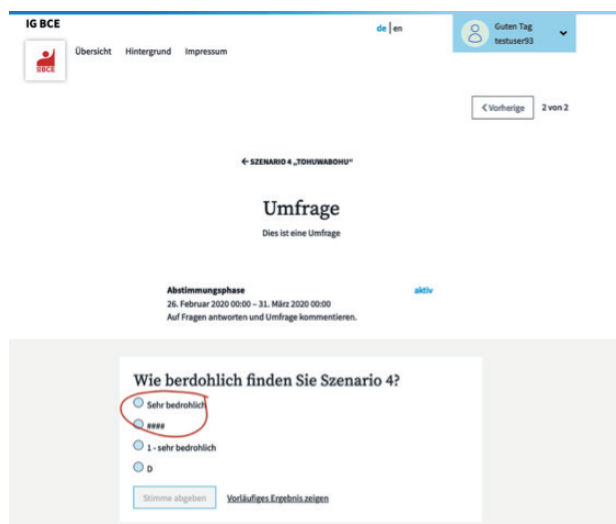 IG BCE
de | en
Guten Tag
testuser93
IGBCE
Übersicht Hintergrund Impressum
Vorherige 2 von 2
← SZENARIO 4 „TOHUWABOHU“
Umfrage
Dies ist eine Umfrage
Abstimmungsphase aktiv
26. Februar 2020 00:00 – 31. März 2020 00:00
Auf Fragen antworten und Umfrage kommentieren.
Wie berdohlich finden Sie Szenario 4?
Sehr bedrohlich
####
1 - sehr bedrohlich
D
Stimme abgeben Vorläufiges Ergebnis zeigen